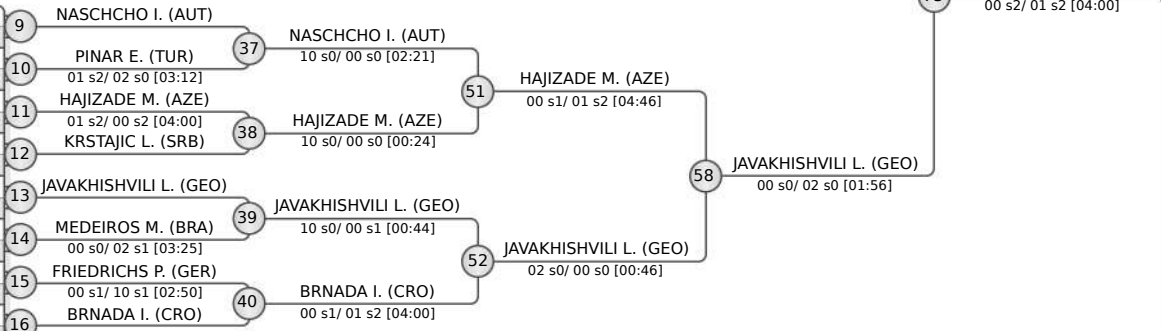 00 s2/ 01 s2 [04:00]
9
NASCHCHO I. (AUT)
37
NASCHCHO I. (AUT)
10 s0/ 00 s0 [02:21]
10
PINAR E. (TUR)
01 s2/ 02 s0 [03:12]
51
HAJIZADE M. (AZE)
00 s1/ 01 s2 [04:46]
11
HAJIZADE M. (AZE)
01 s2/ 00 s2 [04:00]
38
HAJIZADE M. (AZE)
10 s0/ 00 s0 [00:24]
12
KRSTAJIC L. (SRB)
58
JAVAKHISHVILI L. (GEO)
00 s0/ 02 s0 [01:56]
13
JAVAKHISHVILI L. (GEO)
39
JAVAKHISHVILI L. (GEO)
10 s0/ 00 s1 [00:44]
14
MEDEIROS M. (BRA)
00 s0/ 02 s1 [03:25]
52
JAVAKHISHVILI L. (GEO)
02 s0/ 00 s0 [00:46]
15
FRIEDRICHS P. (GER)
00 s1/ 10 s1 [02:50]
40
BRNADA I. (CRO)
00 s1/ 01 s2 [04:00]
16
BRNADA I. (CRO)